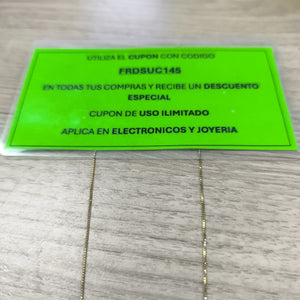 UTILIZA EL CUPON CON CODIGO
FRDSUC145
EN TODAS TUS COMPRAS Y RECIBE UN DESCUENTO
ESPECIAL
CUPON DE USO ILIMITADO
APLICA EN ELECTRONICOS Y JOYERIA